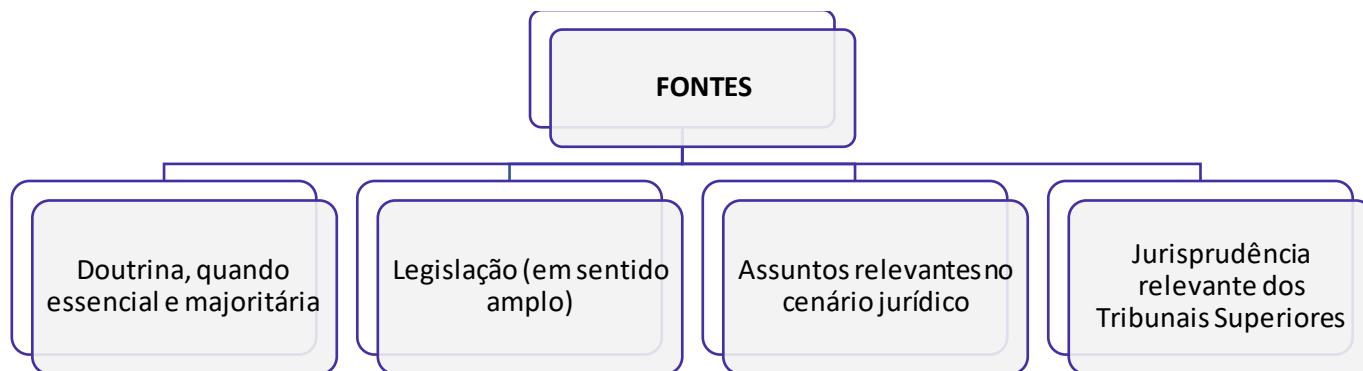 FONTES
Doutrina, quando
essencial e majoritária
Legislação (em sentido
amplo)
Assuntos relevantes no
cenário jurídico
Jurisprudência
relevante dos
Tribunais Superiores